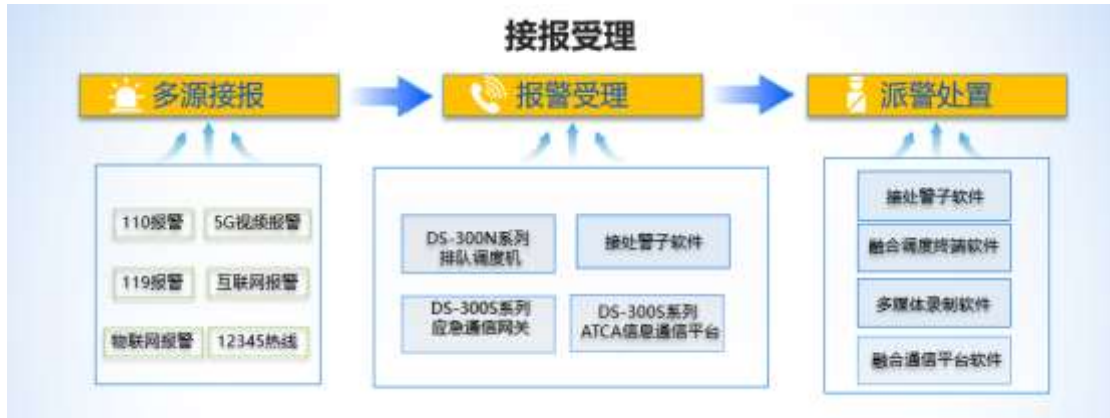 接报受理
多源接报
报警受理
派警处置
110报警
5G视频报警
119报警
互联网报警
物联网报警
12345热线
DS-300N系列
排队调度机
接处警子软件
DS-300S系列
应急通信网关
DS-300S系列
ATCA信息通信平台
接处警子软件
融合调度终端软件
多媒体录制软件
融合通信平台软件